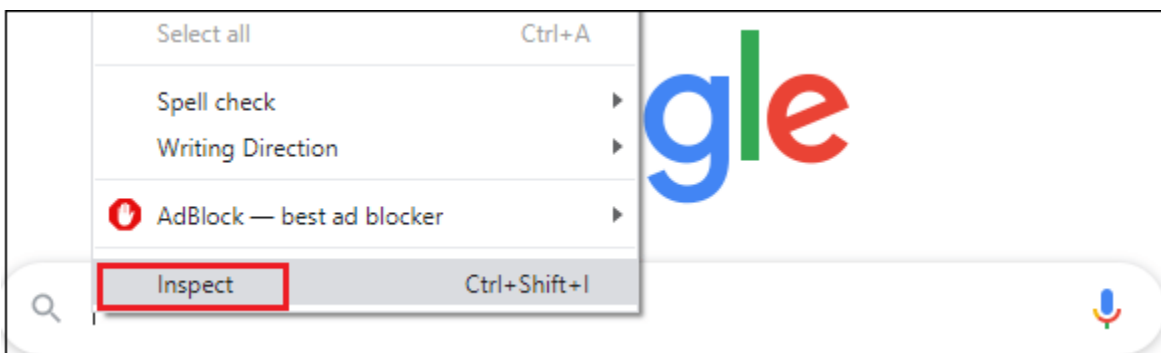 Select all Ctrl+A
gle
Spell check
Writing Direction
AdBlock — best ad blocker
Inspect Ctrl+Shift+I